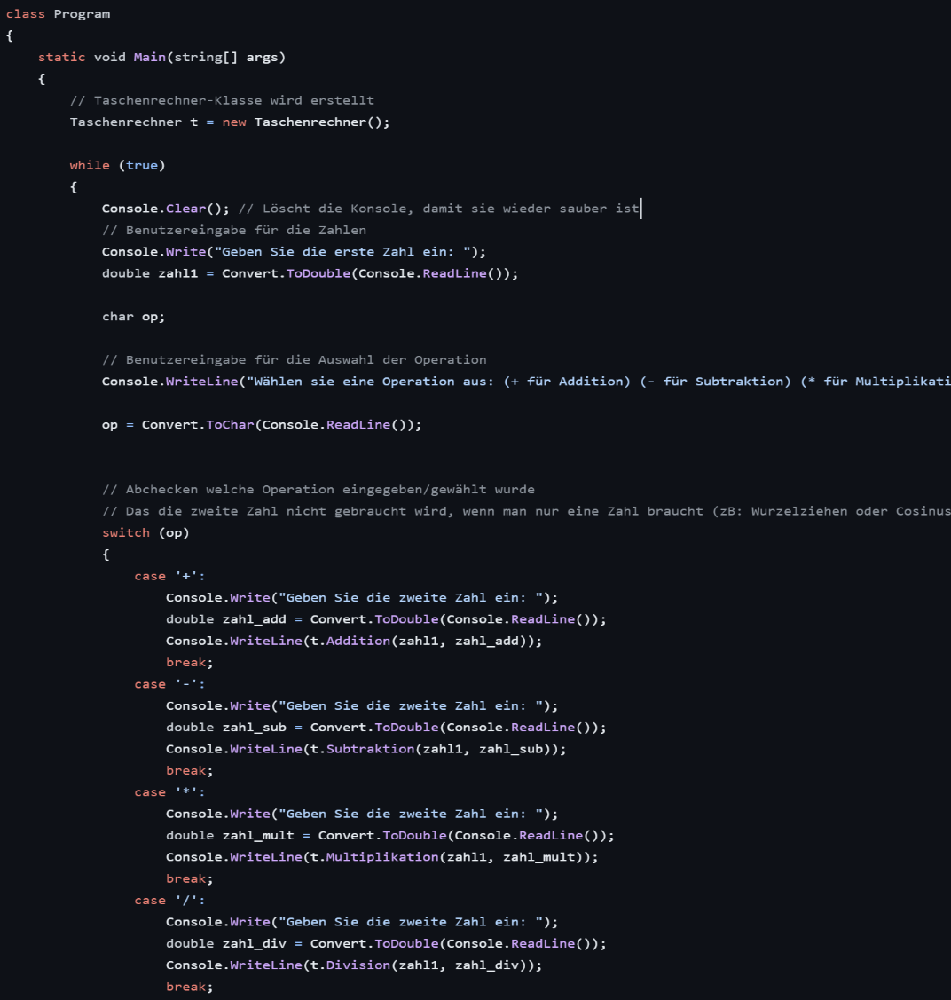 class Program
{
static void Main(string[] args)
{
// Taschenrechner-Klasse wird erstellt
Taschenrechner t = new Taschenrechner();
while (true)
{
Console.Clear(); // Löscht die Konsole, damit sie wieder sauber ist
// Benutzereingabe für die Zahlen
Console.Write("Geben Sie die erste Zahl ein: ");
double zahl1 = Convert.ToDouble(Console.ReadLine());
char op;
// Benutzereingabe für die Auswahl der Operation
Console.WriteLine("Wählen sie eine Operation aus: (+ für Addition) (- für Subtraktion) (* für Multiplikati
op = Convert.ToChar(Console.ReadLine());
// Abchecken welche Operation eingegeben/gewählt wurde
// Das die zweite Zahl nicht gebraucht wird, wenn man nur eine Zahl braucht (zB: Wurzelziehen oder Cosinus
switch (op)
{
case '+':
Console.Write("Geben Sie die zweite Zahl ein: ");
double zahl_add = Convert.ToDouble(Console.ReadLine());
Console.WriteLine(t.Addition(zahl1, zahl_add));
break;
case '-':
Console.Write("Geben Sie die zweite Zahl ein: ");
double zahl_sub = Convert.ToDouble(Console.ReadLine());
Console.WriteLine(t.Subtraktion(zahl1, zahl_sub));
break;
case '*':
Console.Write("Geben Sie die zweite Zahl ein: ");
double zahl_mult = Convert.ToDouble(Console.ReadLine());
Console.WriteLine(t.Multiplikation(zahl1, zahl_mult));
break;
case '/':
Console.Write("Geben Sie die zweite Zahl ein: ");
double zahl_div = Convert.ToDouble(Console.ReadLine());
Console.WriteLine(t.Division(zahl1, zahl_div));
break;